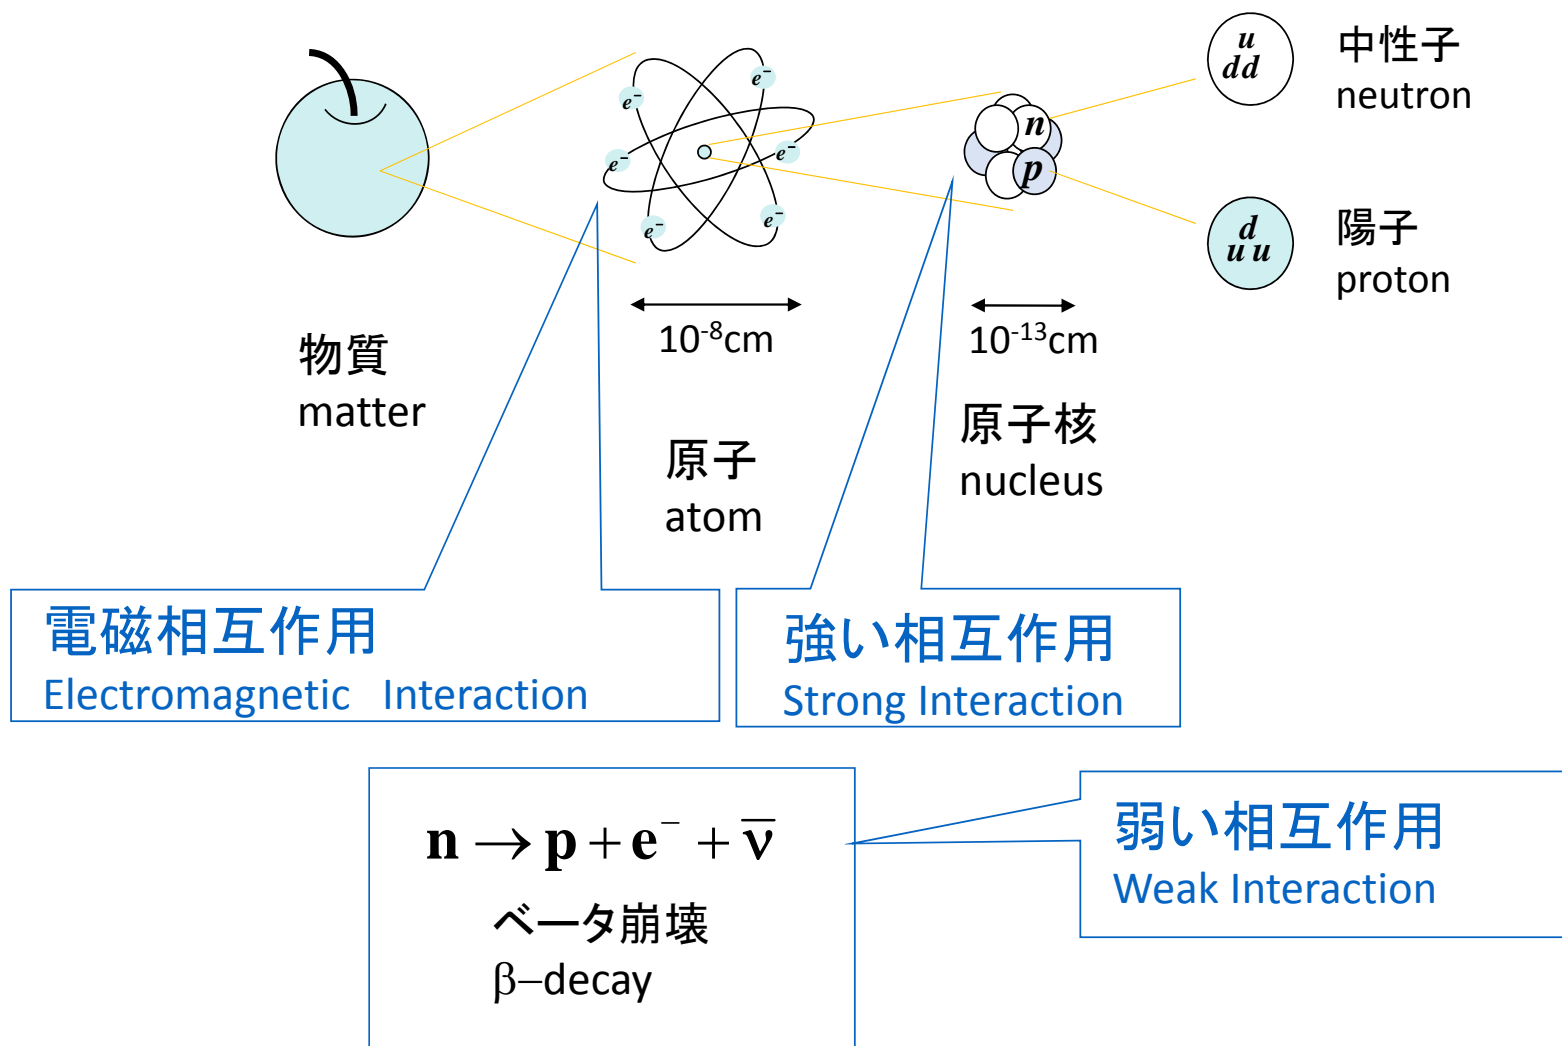 u
dd
中性子
neutron
e⁻
e⁻
e⁻
e⁻
e⁻
e⁻
n
p
d
u u
陽子
proton
10⁻⁸cm
10⁻¹³cm
物質
matter
原子
atom
原子核
nucleus
電磁相互作用
Electromagnetic Interaction
強い相互作用
Strong Interaction
n → p + e⁻ + ν̅
ベータ崩壊
β–decay
弱い相互作用
Weak Interaction